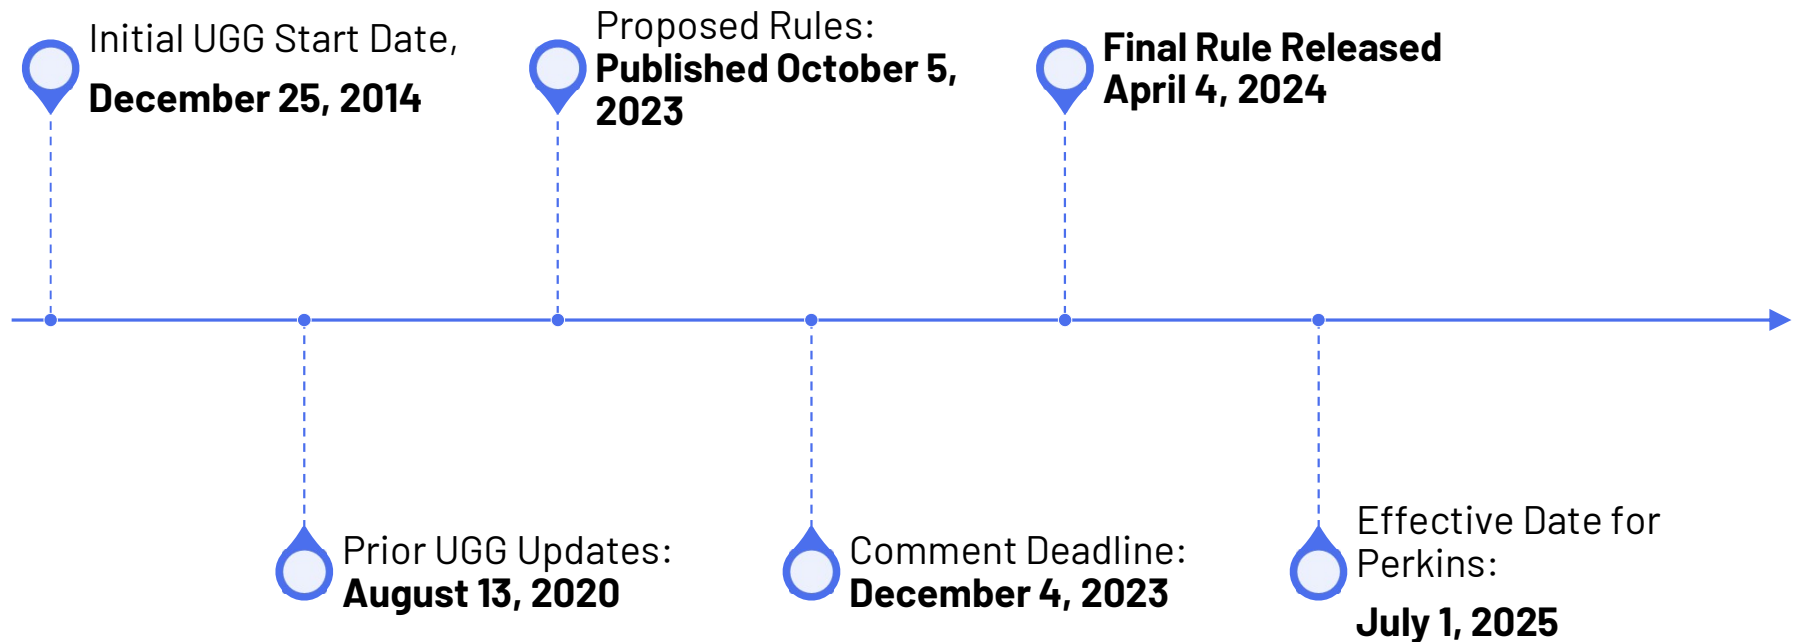 Initial UGG Start Date,
December 25, 2014
Prior UGG Updates:
August 13, 2020
Proposed Rules:
Published October 5,
2023
Comment Deadline:
December 4, 2023
Final Rule Released
April 4, 2024
Effective Date for
Perkins:
July 1, 2025